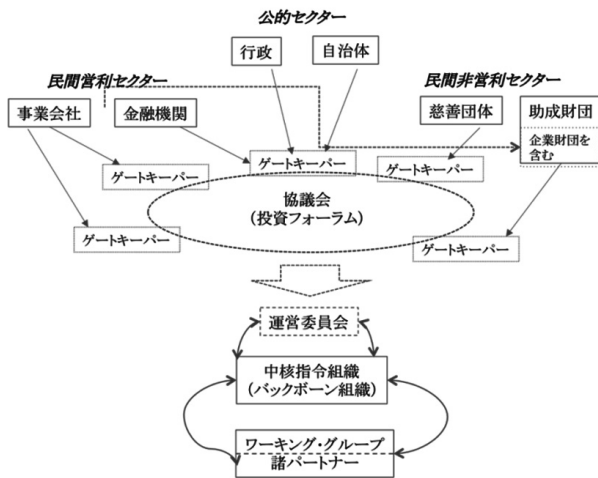 公的セクター
行政
自治体
民間営利セクター
民間非営利セクター
事業会社
金融機関
慈善団体
助成財団
企業財団を
含む
ゲートキーパー
ゲートキーパー
ゲートキーパー
協議会
(投資フォーラム)
ゲートキーパー
ゲートキーパー
運営委員会
中核指令組織
(バックボーン組織)
ワーキング・グループ
諸パートナー